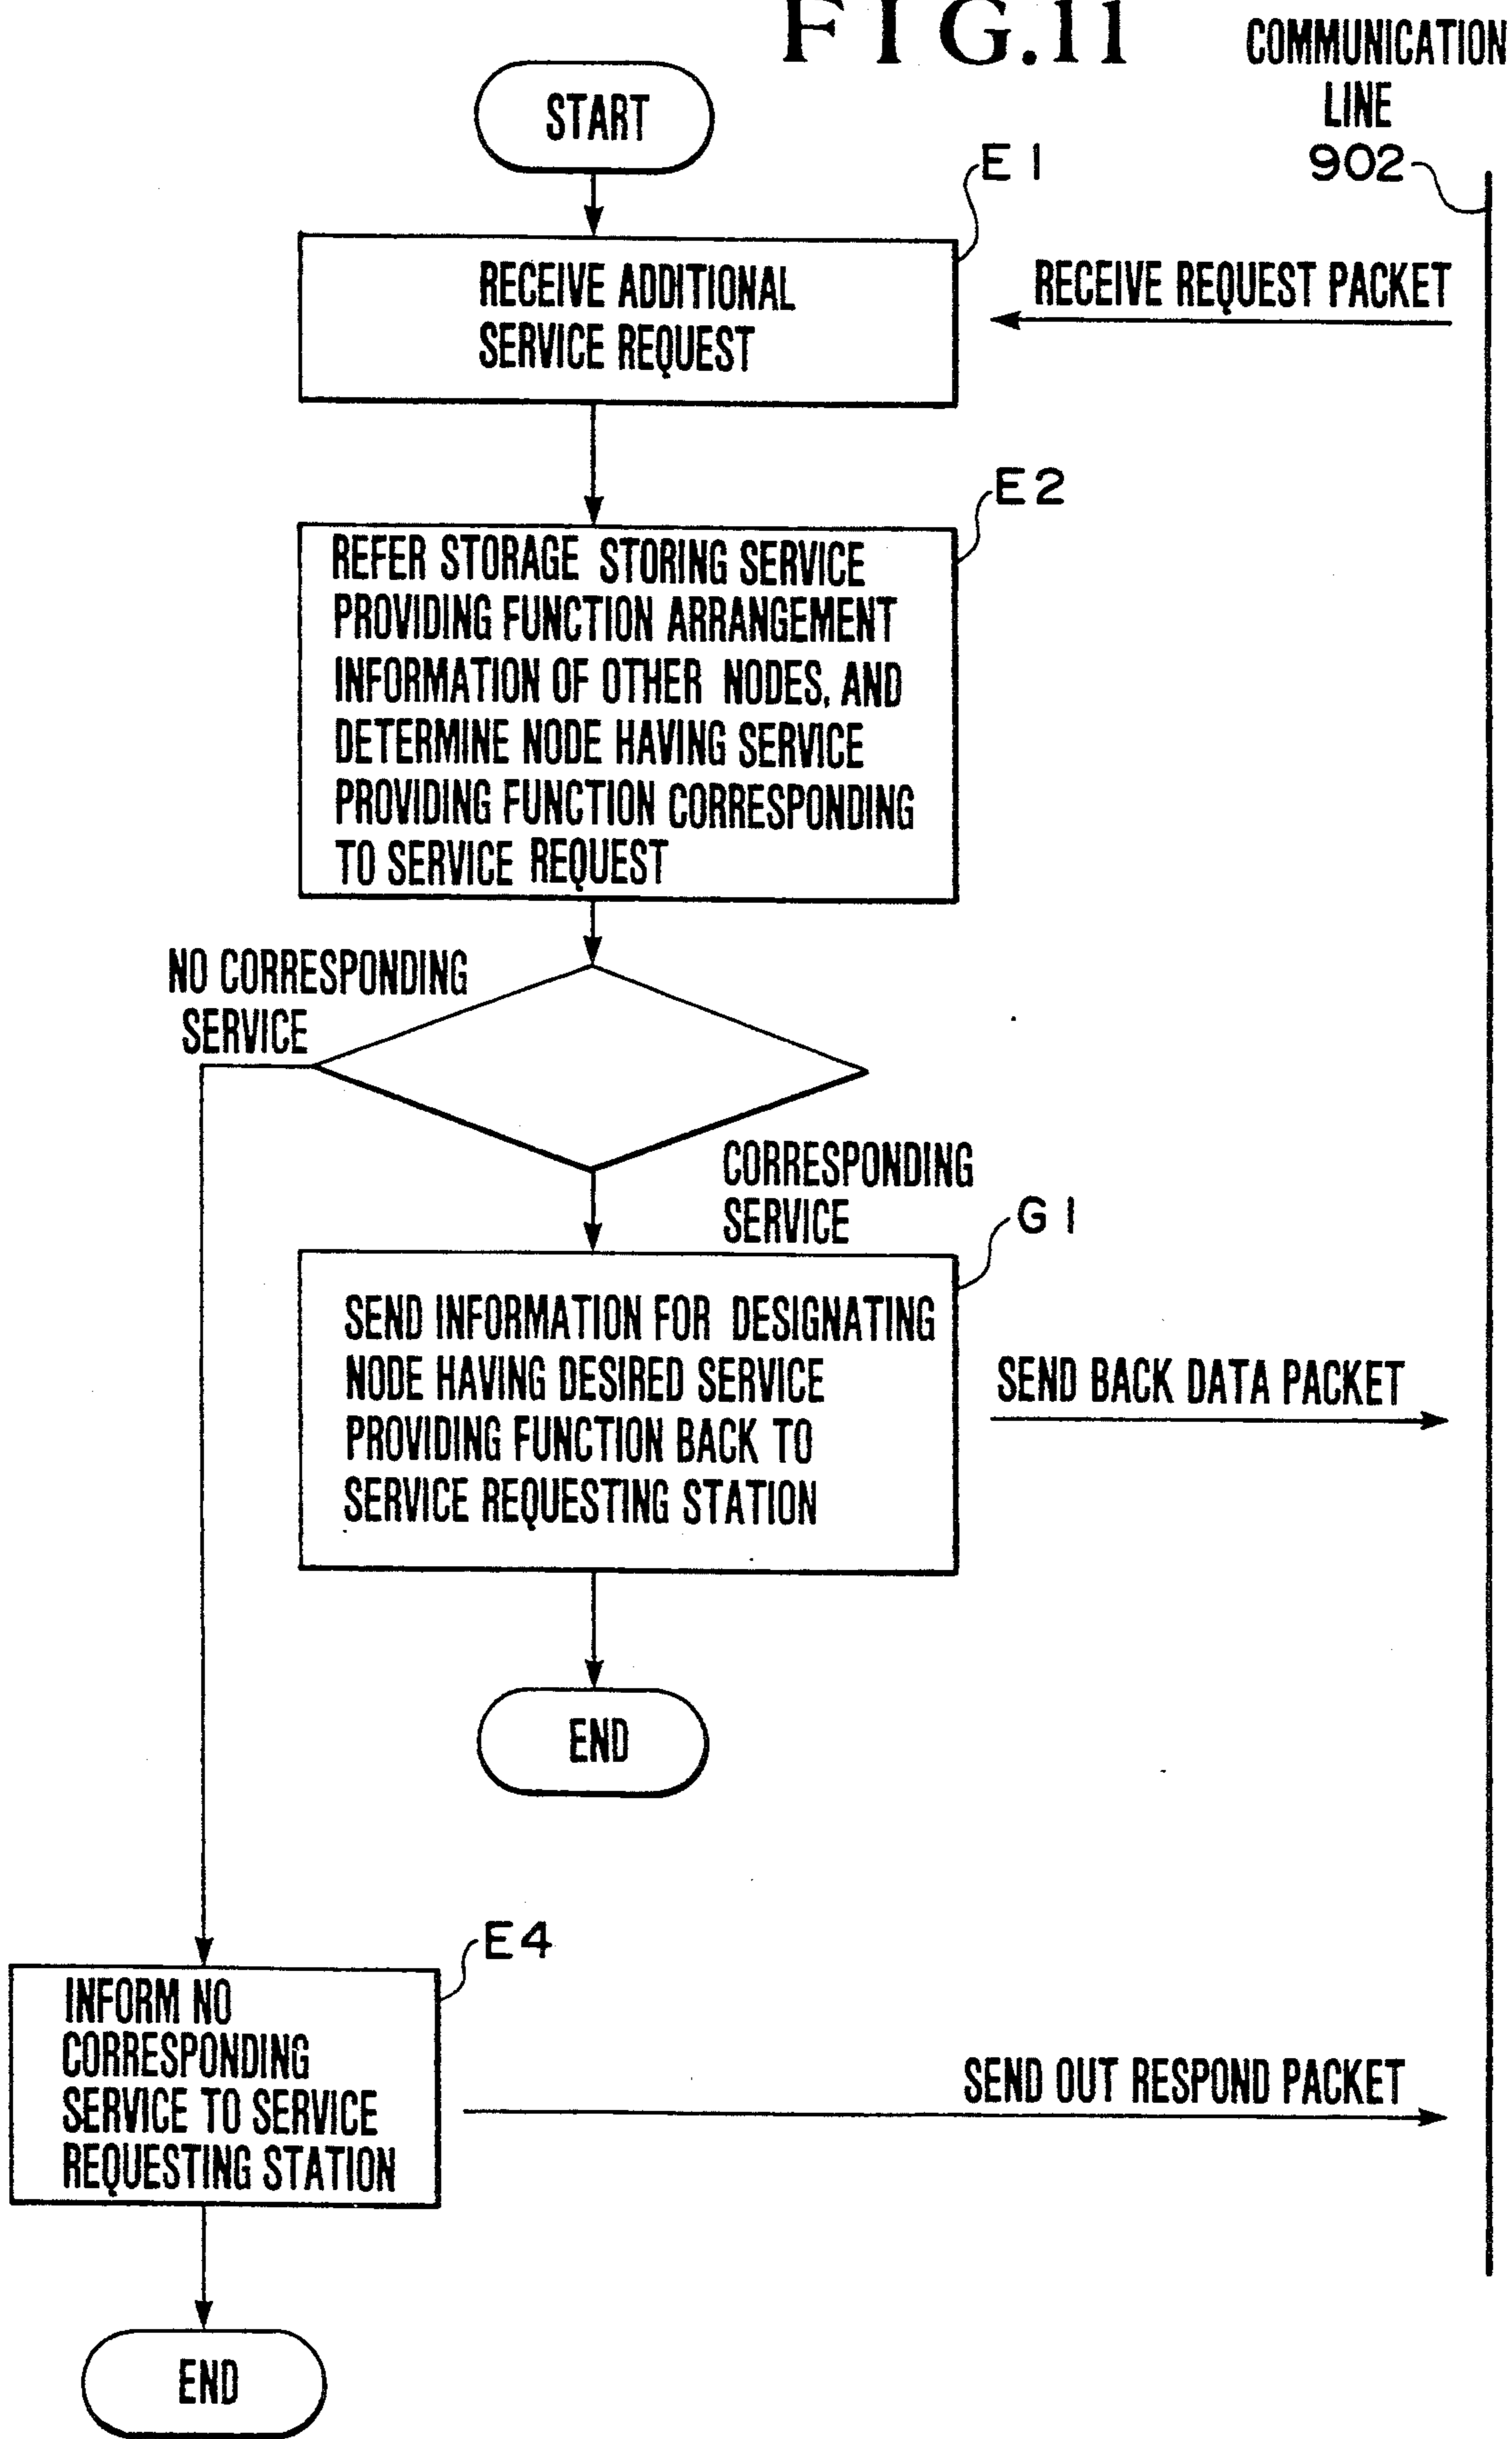 FIG.11
COMMUNICATION
LINE
902
START
E1
RECEIVE ADDITIONAL
SERVICE REQUEST
RECEIVE REQUEST PACKET
E2
REFER STORAGE STORING SERVICE
PROVIDING FUNCTION ARRANGEMENT
INFORMATION OF OTHER NODES, AND
DETERMINE NODE HAVING SERVICE
PROVIDING FUNCTION CORRESPONDING
TO SERVICE REQUEST
NO CORRESPONDING
SERVICE
CORRESPONDING
SERVICE
G1
SEND INFORMATION FOR DESIGNATING
NODE HAVING DESIRED SERVICE
PROVIDING FUNCTION BACK TO
SERVICE REQUESTING STATION
SEND BACK DATA PACKET
END
E4
INFORM NO
CORRESPONDING
SERVICE TO SERVICE
REQUESTING STATION
SEND OUT RESPOND PACKET
END